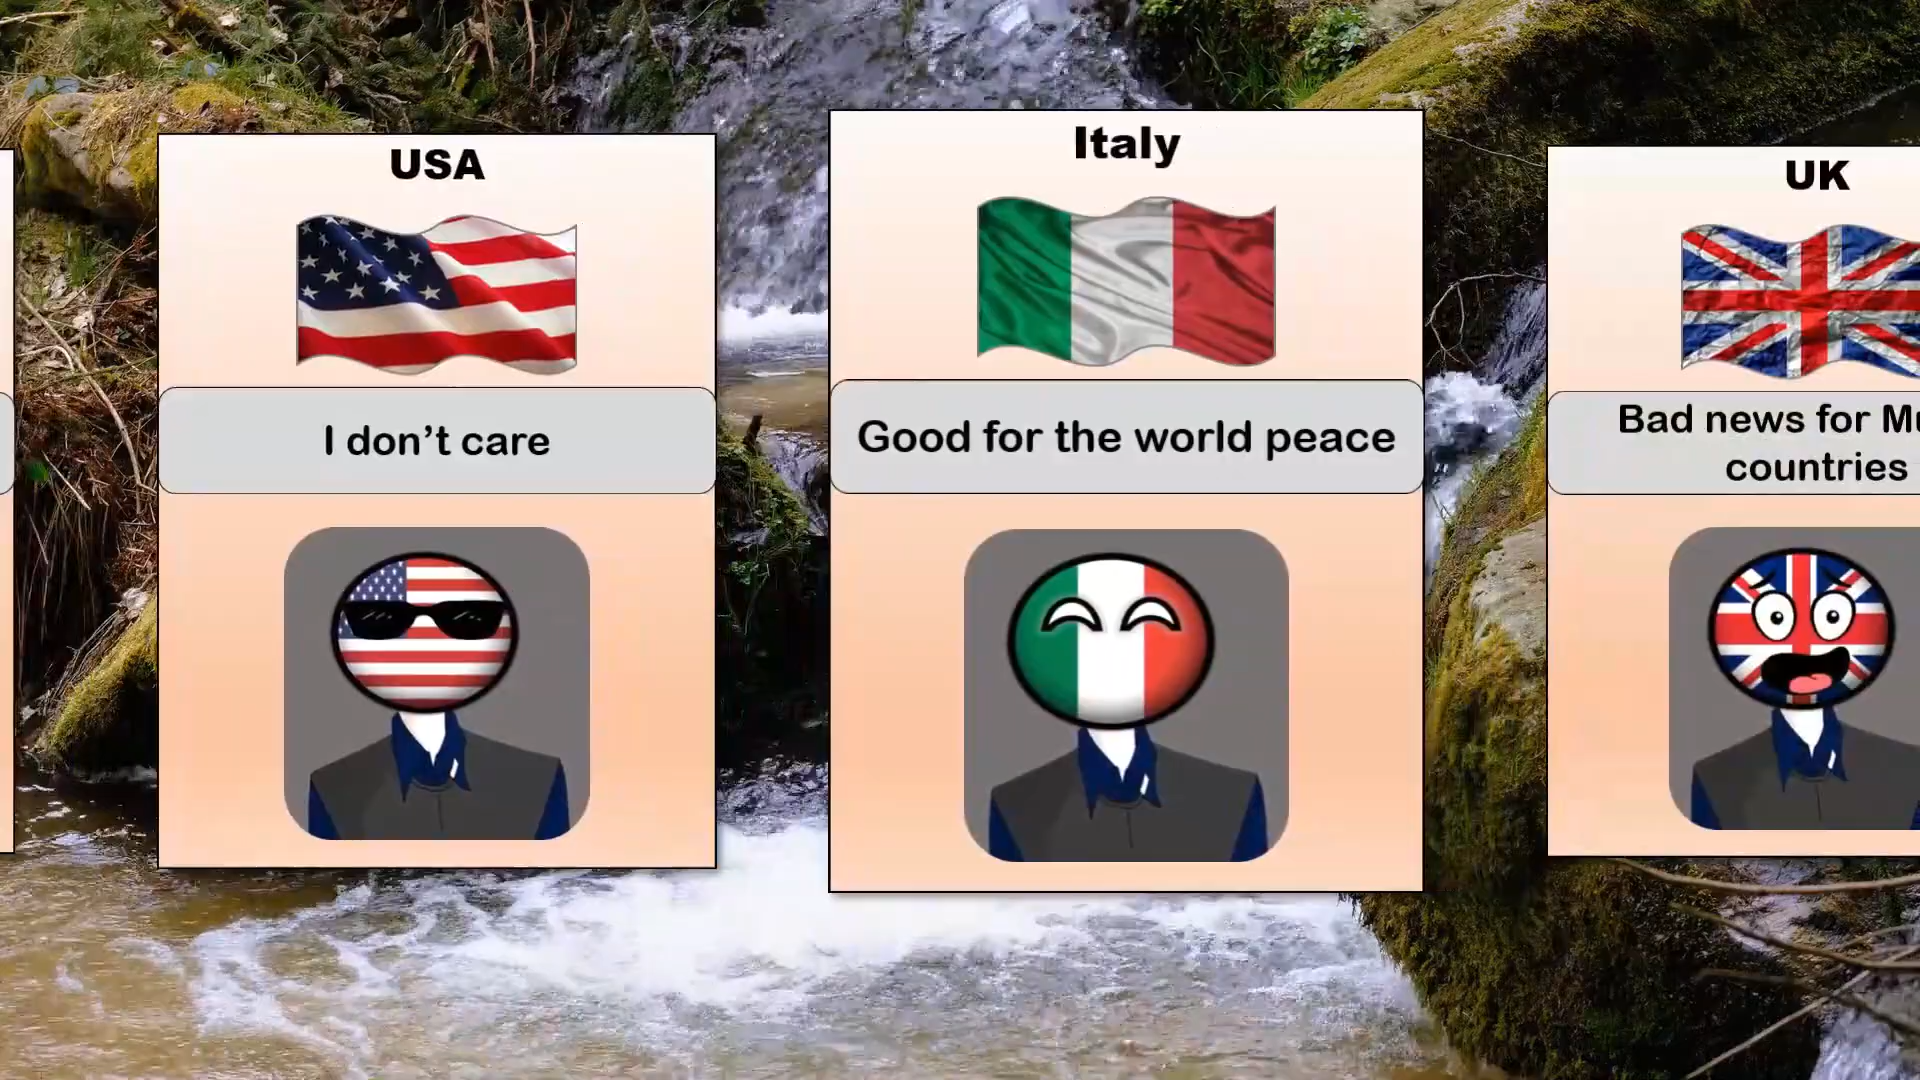 USA
I don’t care
Italy
Good for the world peace
UK
Bad news for
countries